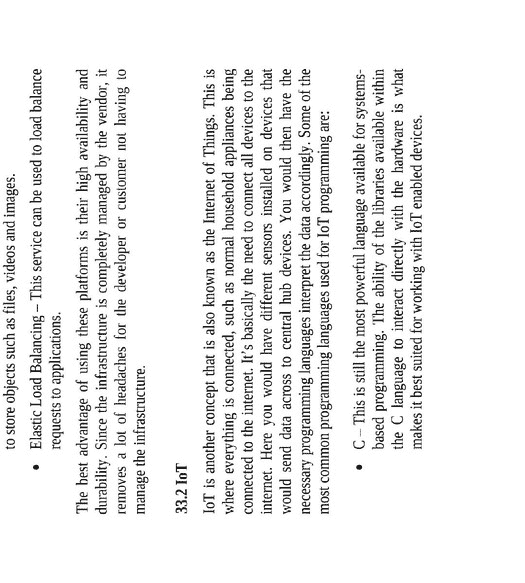 to store objects such as files, videos and images.
• Elastic Load Balancing – This service can be used to load balance
requests to applications.
The best advantage of using these platforms is their high availability and
durability. Since the infrastructure is completely managed by the vendor, it
removes a lot of headaches for the developer or customer not having to
manage the infrastructure.
33.2 IoT
IoT is another concept that is also known as the Internet of Things. This is
where everything is connected, such as normal household appliances being
connected to the internet. It's basically the need to connect all devices to the
internet. Here you would have different sensors installed on devices that
would send data across to central hub devices. You would then have the
necessary programming languages interpret the data accordingly. Some of the
most common programming languages used for IoT programming are:
• C – This is still the most powerful language available for systems-
based programming. The ability of the libraries available within
the C language to interact directly with the hardware is what
makes it best suited for working with IoT enabled devices.